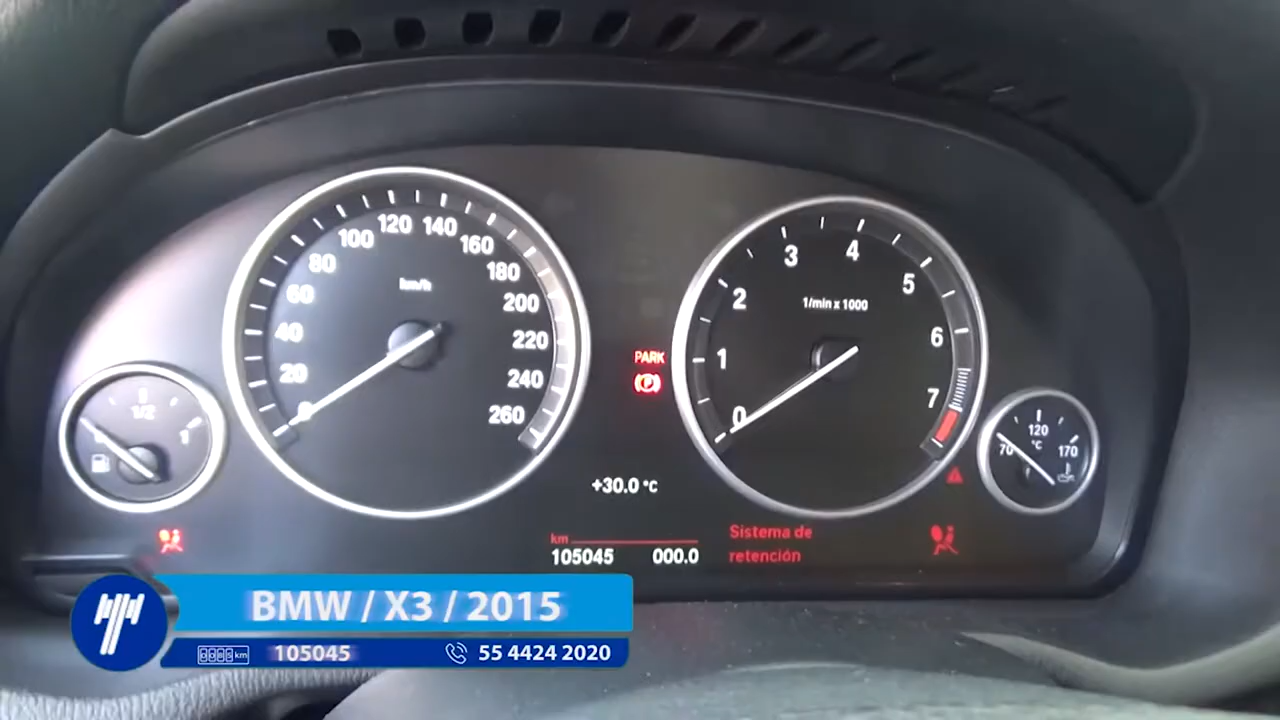 120 140
100 160
80 180
60 200
40 220
20 240
0 260
km/h
1/2
1
PARK
(P)
3 4
2 5
1/min x 1000
1 6
0 7
120
70 °C 170
+30.0 °C
km
105045 000.0
Sistema de
retención
BMW / X3 / 2015
km
105045
55 4424 2020